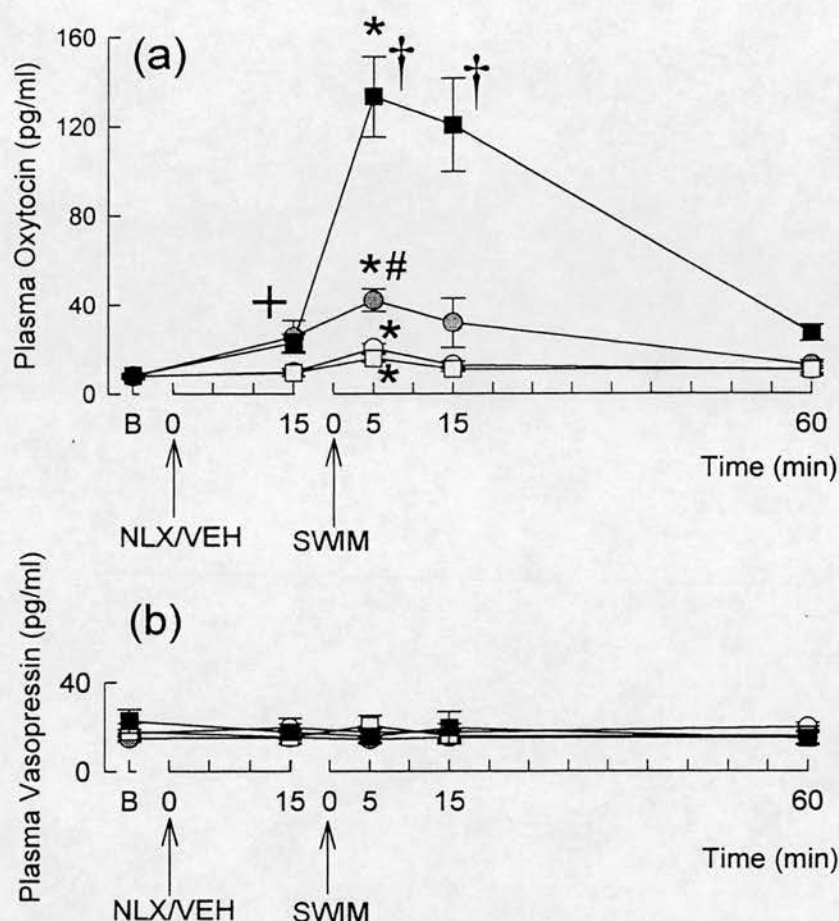 (a)
Plasma Oxytocin (pg/ml)
160
120
80
40
0
* †
†
+
*#
*
*
B 0 15 0 5 15 60
Time (min)
NLX/VEH SWIM
(b)
Plasma Vasopressin (pg/ml)
40
0
B 0 15 0 5 15 60
Time (min)
NLX/VEH SWIM